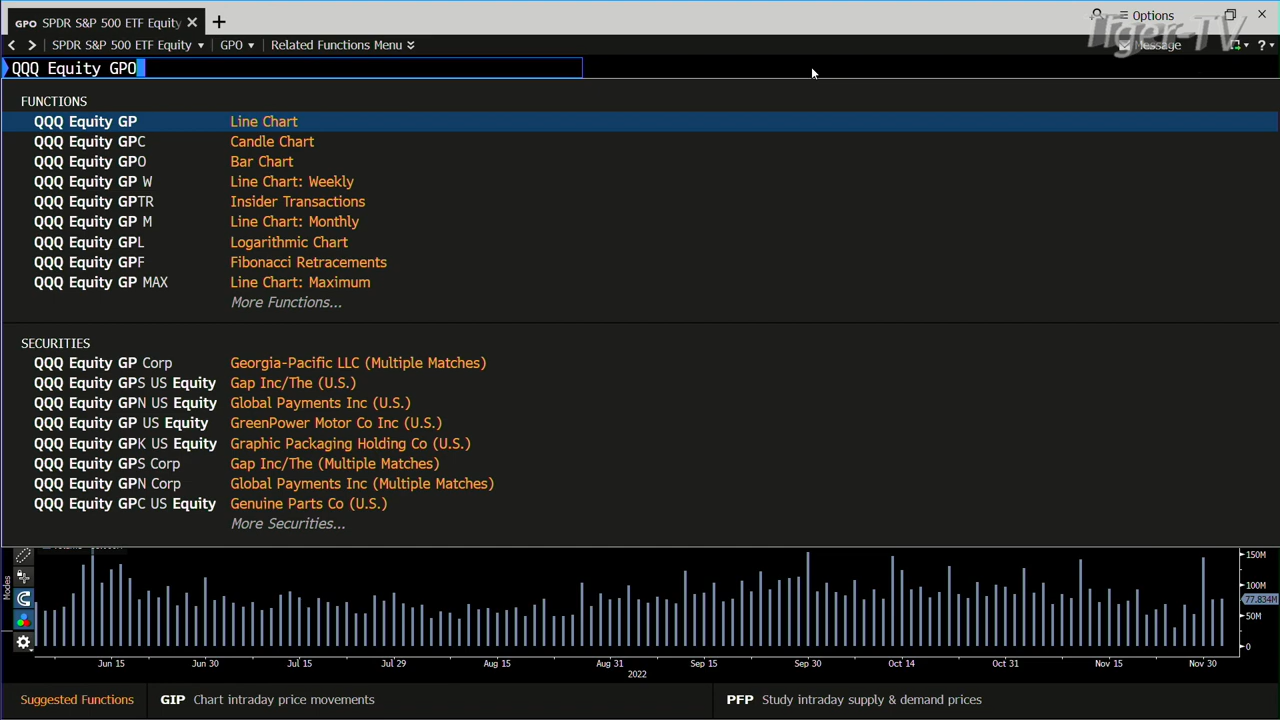 GPO SPDR S&P 500 ETF Equity
Options
SPDR S&P 500 ETF Equity GPO Related Functions Menu Message ?
Tiger-TV
QQQ Equity GPO
FUNCTIONS
QQQ Equity GP Line Chart
QQQ Equity GPC Candle Chart
QQQ Equity GPO Bar Chart
QQQ Equity GP W Line Chart: Weekly
QQQ Equity GPTR Insider Transactions
QQQ Equity GP M Line Chart: Monthly
QQQ Equity GPL Logarithmic Chart
QQQ Equity GPF Fibonacci Retracements
QQQ Equity GP MAX Line Chart: Maximum
More Functions...
SECURITIES
QQQ Equity GP Corp Georgia-Pacific LLC (Multiple Matches)
QQQ Equity GPS US Equity Gap Inc/The (U.S.)
QQQ Equity GPN US Equity Global Payments Inc (U.S.)
QQQ Equity GP US Equity GreenPower Motor Co Inc (U.S.)
QQQ Equity GPK US Equity Graphic Packaging Holding Co (U.S.)
QQQ Equity GPS Corp Gap Inc/The (Multiple Matches)
QQQ Equity GPN Corp Global Payments Inc (Multiple Matches)
QQQ Equity GPC US Equity Genuine Parts Co (U.S.)
More Securities...
150M
100M
77.834M
50M
0
Modes
Jun 15 Jun 30 Jul 15 Jul 29 Aug 15 Aug 31 Sep 15 Sep 30 Oct 14 Oct 31 Nov 15 Nov 30
2022
Suggested Functions GIP Chart intraday price movements PFP Study intraday supply & demand prices